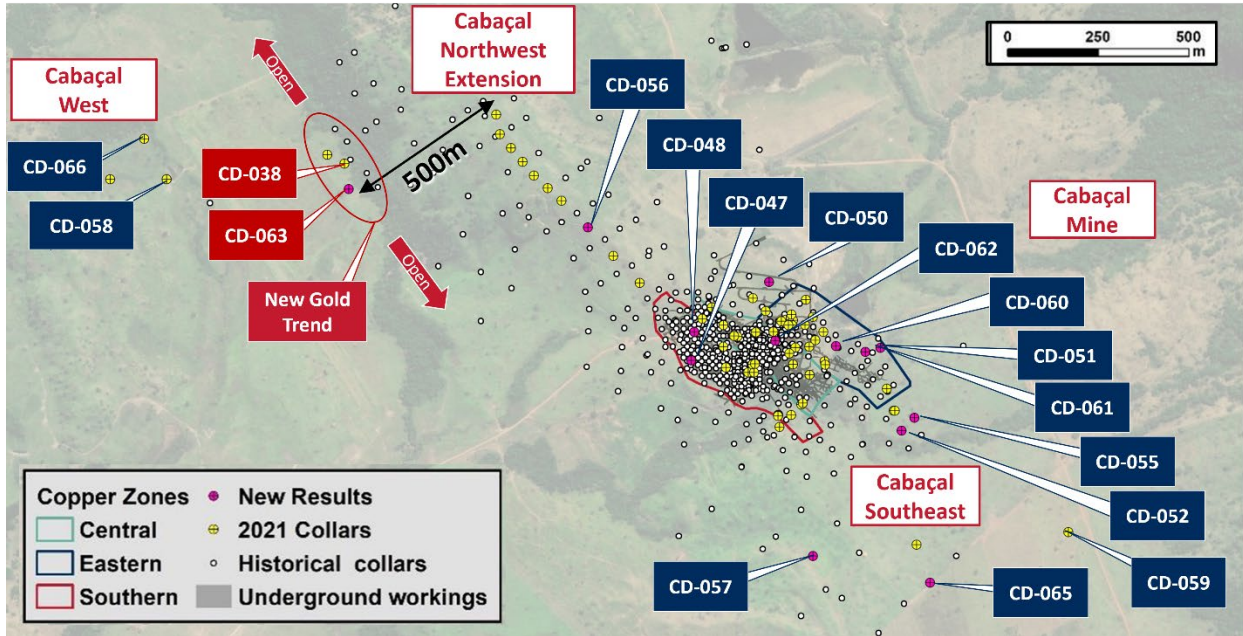 Cabaçal
West
Open
Cabaçal
Northwest
Extension
0 250 500
m
CD-056
CD-048
CD-066
CD-038
500m
CD-047
CD-050
Cabaçal
Mine
CD-058
CD-063
CD-062
Open
CD-060
New Gold
Trend
CD-051
CD-061
CD-055
Cabaçal
Southeast
CD-052
CD-057
CD-065
CD-059
Copper Zones
Central
Eastern
Southern
New Results
2021 Collars
Historical collars
Underground workings